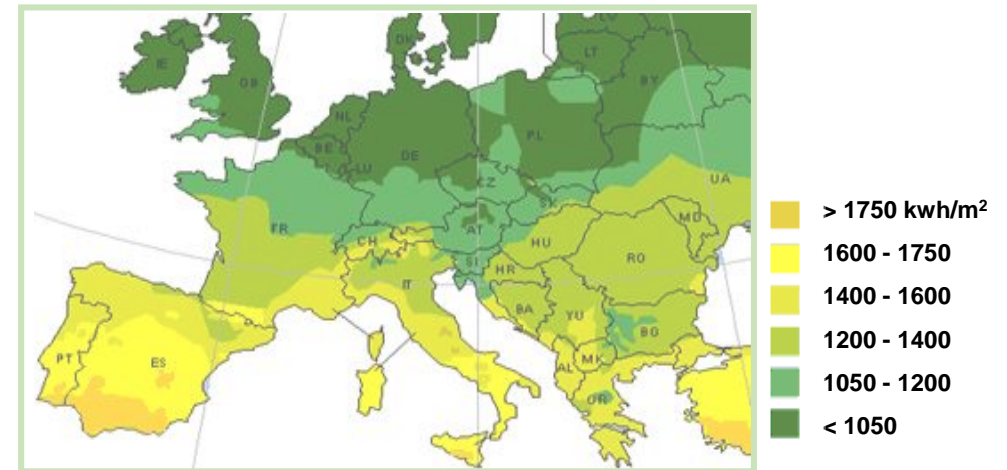 LV
DK
LT
IE
GB
BY
NL
PL
BE
DE
LU
CZ
UA
SK
FR
AT
MD
CH
HU
SI
RO
HR
IT
BA
YU
BG
PT
ES
AL
MK
GR
> 1750 kwh/m²
1600 - 1750
1400 - 1600
1200 - 1400
1050 - 1200
< 1050